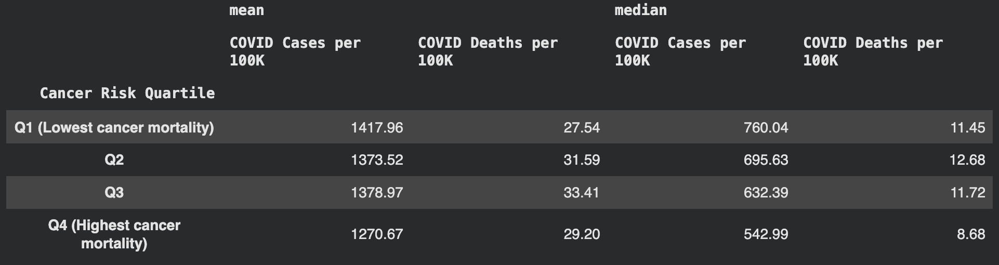 mean median
COVID Cases per COVID Deaths per COVID Cases per COVID Deaths per
100K 100K 100K 100K
Cancer Risk Quartile
Q1 (Lowest cancer mortality) 1417.96 27.54 760.04 11.45
Q2 1373.52 31.59 695.63 12.68
Q3 1378.97 33.41 632.39 11.72
Q4 (Highest cancer
mortality) 1270.67 29.20 542.99 8.68